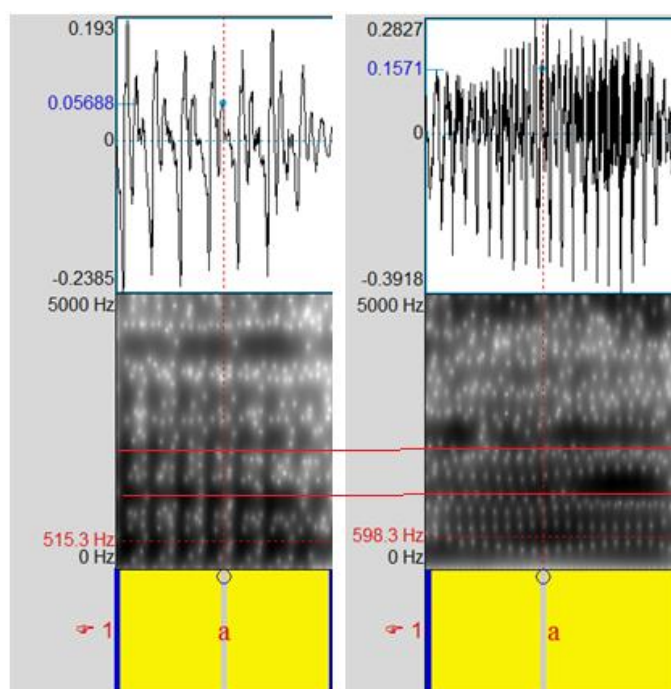 0.193
0.05688
0
-0.2385
5000 Hz
515.3 Hz
0 Hz
1
a
0.2827
0.1571
0
-0.3918
5000 Hz
598.3 Hz
0 Hz
1
a